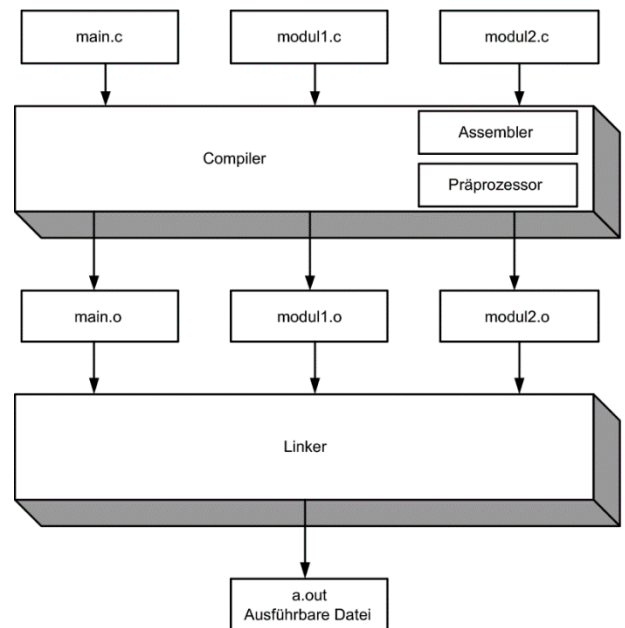 main.c
modul1.c
modul2.c
Compiler
Assembler
Präprozessor
main.o
modul1.o
modul2.o
Linker
a.out
Ausführbare Datei